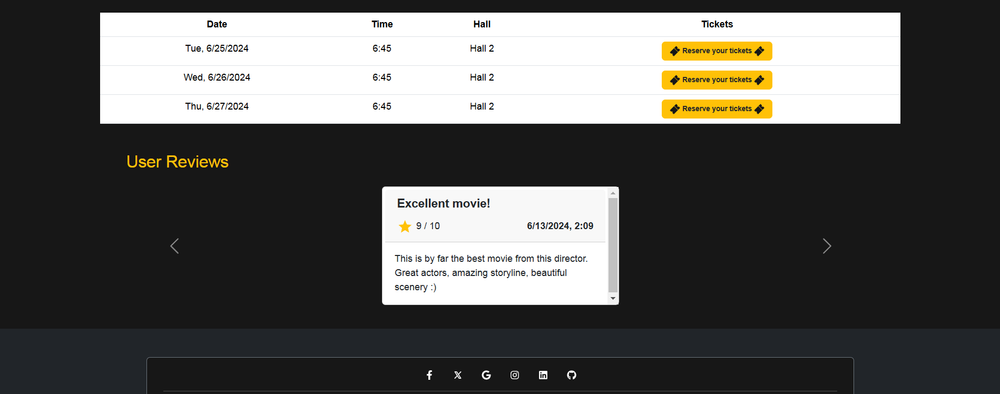 Date Time Hall Tickets
Tue, 6/25/2024 6:45 Hall 2 Reserve your tickets
Wed, 6/26/2024 6:45 Hall 2 Reserve your tickets
Thu, 6/27/2024 6:45 Hall 2 Reserve your tickets
User Reviews
Excellent movie!
9 / 10 6/13/2024, 2:09
This is by far the best movie from this director.
Great actors, amazing storyline, beautiful
scenery :)